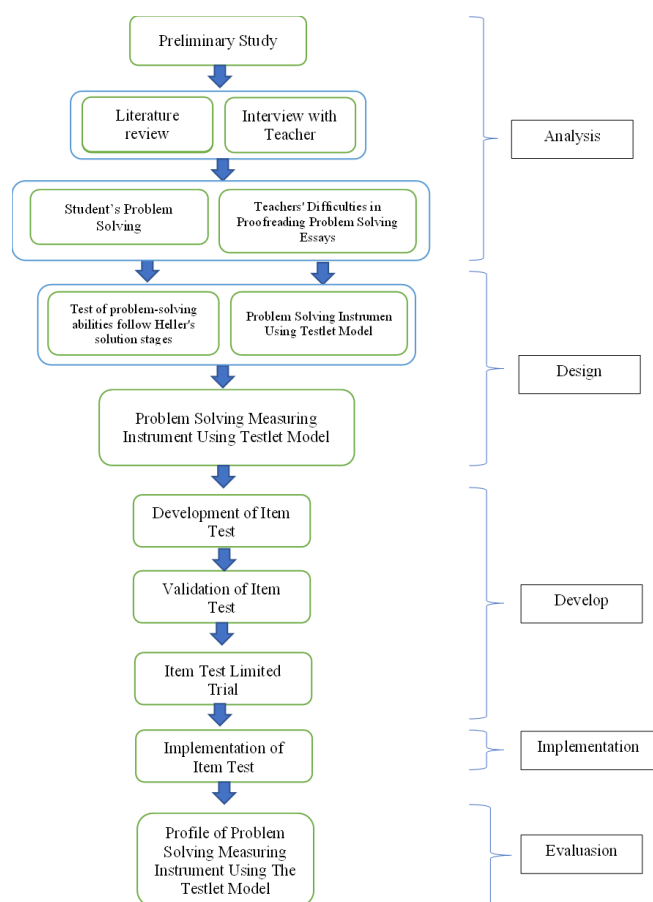 Preliminary Study
Literature
review
Interview with
Teacher
Analysis
Student's Problem
Solving
Teachers' Difficulties in
Proofreading Problem Solving
Essays
Test of problem-solving
abilities follow Heller's
solution stages
Problem Solving Instrumen
Using Testlet Model
Design
Problem Solving Measuring
Instrument Using Testlet Model
Development of Item
Test
Validation of Item
Test
Develop
Item Test Limited
Trial
Implementation of
Item Test
Implementation
Profile of Problem
Solving Measuring
Instrument Using The
Testlet Model
Evaluasion